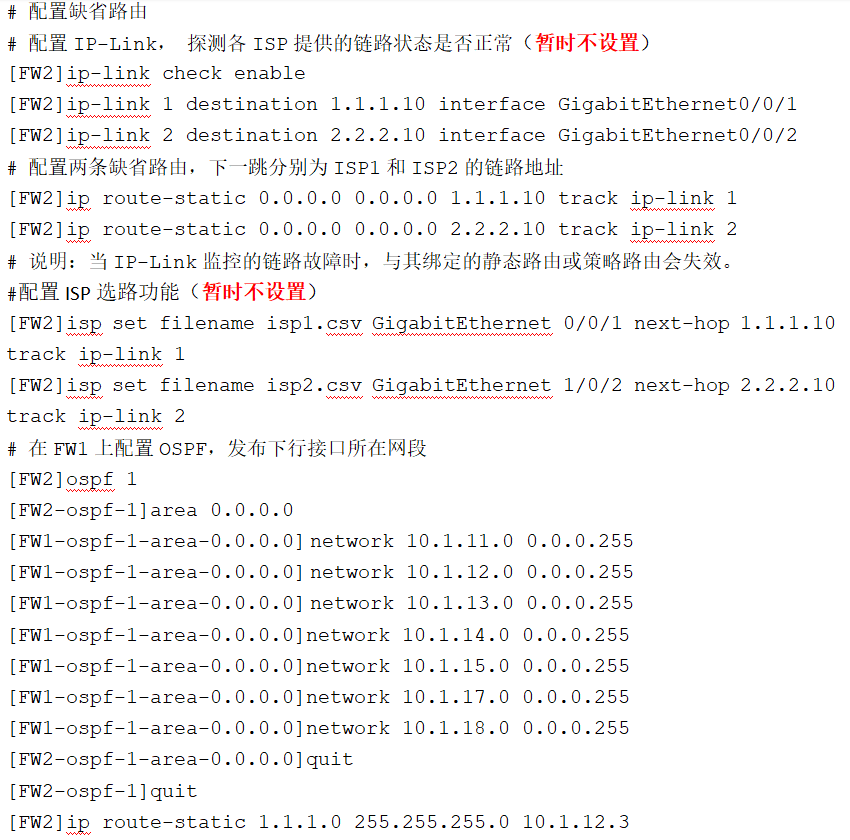 # 配置缺省路由
# 配置 IP-Link， 探测各 ISP 提供的链路状态是否正常（暂时不设置）
[FW2]ip-link check enable
[FW2]ip-link 1 destination 1.1.1.10 interface GigabitEthernet0/0/1
[FW2]ip-link 2 destination 2.2.2.10 interface GigabitEthernet0/0/2
# 配置两条缺省路由，下一跳分别为 ISP1 和 ISP2 的链路地址
[FW2]ip route-static 0.0.0.0 0.0.0.0 1.1.1.10 track ip-link 1
[FW2]ip route-static 0.0.0.0 0.0.0.0 2.2.2.10 track ip-link 2
# 说明：当 IP-Link 监控的链路故障时，与其绑定的静态路由或策略路由会失效。
#配置 ISP 选路功能（暂时不设置）
[FW2]isp set filename isp1.csv GigabitEthernet 0/0/1 next-hop 1.1.1.10
track ip-link 1
[FW2]isp set filename isp2.csv GigabitEthernet 1/0/2 next-hop 2.2.2.10
track ip-link 2
# 在 FW1 上配置 OSPF，发布下行接口所在网段
[FW2]ospf 1
[FW2-ospf-1]area 0.0.0.0
[FW1-ospf-1-area-0.0.0.0]network 10.1.11.0 0.0.0.255
[FW1-ospf-1-area-0.0.0.0]network 10.1.12.0 0.0.0.255
[FW1-ospf-1-area-0.0.0.0]network 10.1.13.0 0.0.0.255
[FW1-ospf-1-area-0.0.0.0]network 10.1.14.0 0.0.0.255
[FW1-ospf-1-area-0.0.0.0]network 10.1.15.0 0.0.0.255
[FW1-ospf-1-area-0.0.0.0]network 10.1.17.0 0.0.0.255
[FW1-ospf-1-area-0.0.0.0]network 10.1.18.0 0.0.0.255
[FW2-ospf-1-area-0.0.0.0]quit
[FW2-ospf-1]quit
[FW2]ip route-static 1.1.1.0 255.255.255.0 10.1.12.3